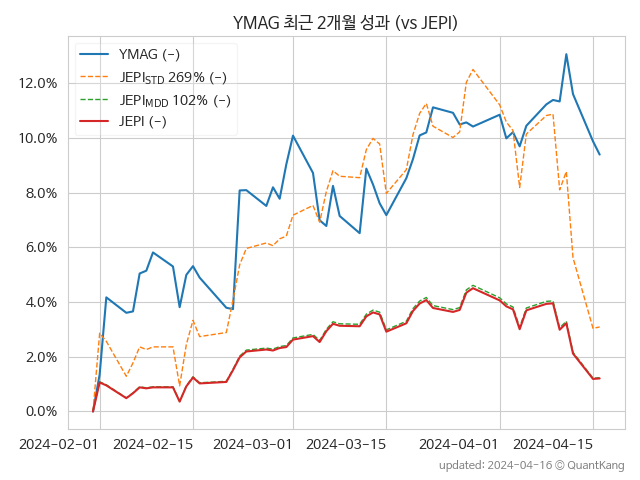 YMAG 최근 2개월 성과 (vs JEPI)
YMAG (-)
JEPI_STD 269% (-)
JEPI_MDD 102% (-)
JEPI (-)
12.0%
10.0%
8.0%
6.0%
4.0%
2.0%
0.0%
2024-02-01 2024-02-15 2024-03-01 2024-03-15 2024-04-01 2024-04-15
updated: 2024-04-16 © QuantKang